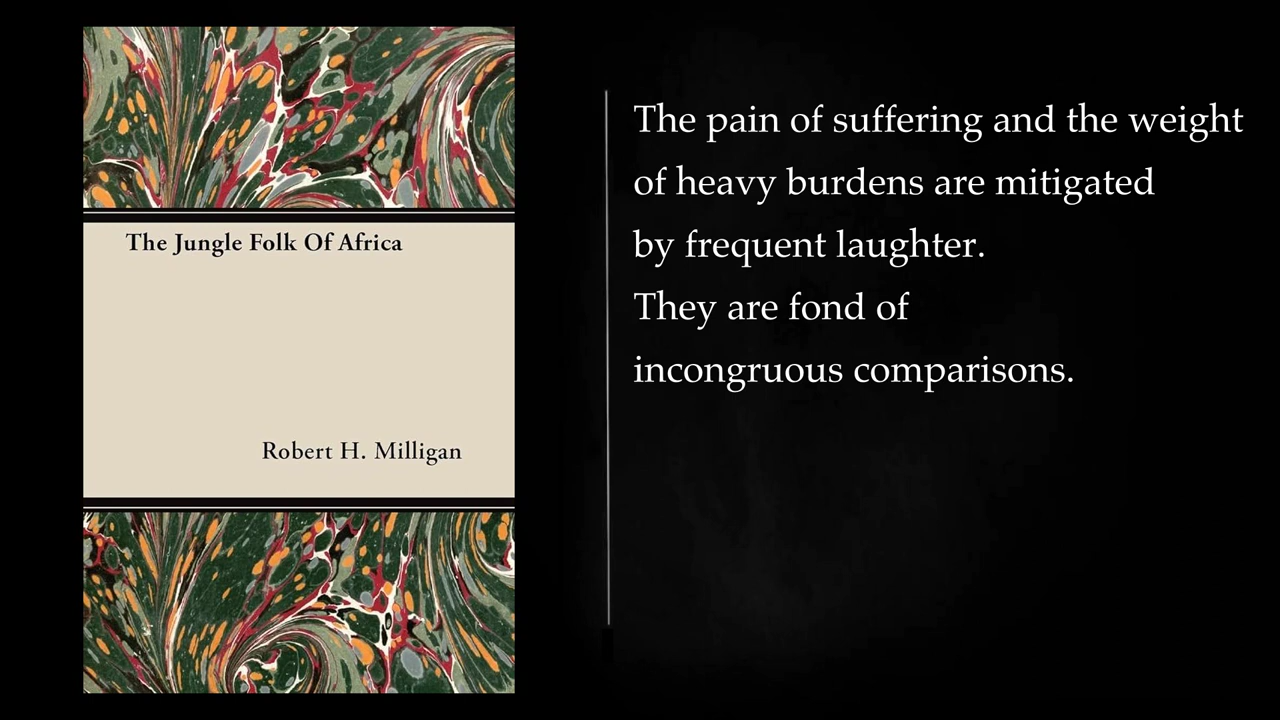 The Jungle Folk Of Africa
Robert H. Milligan
The pain of suffering and the weight
of heavy burdens are mitigated
by frequent laughter.
They are fond of
incongruous comparisons.